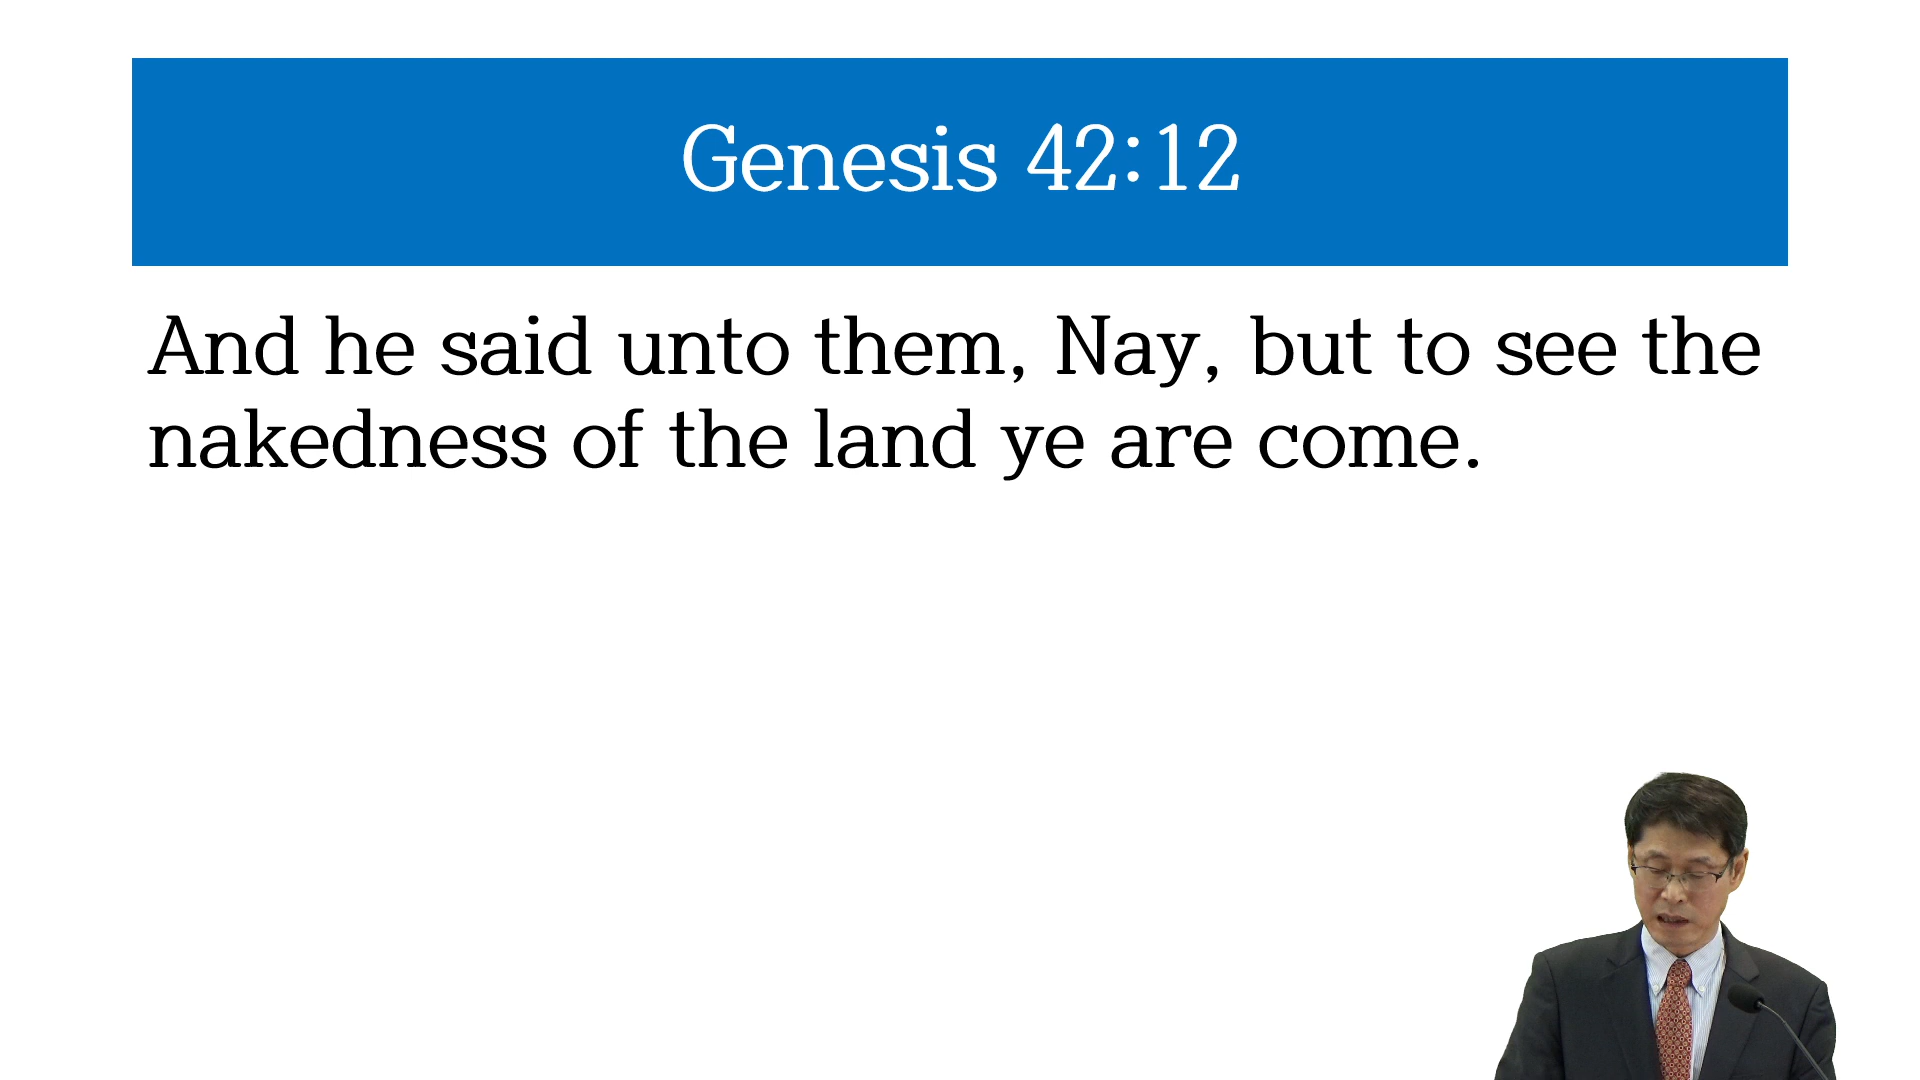 Genesis 42:12
And he said unto them, Nay, but to see the
nakedness of the land ye are come.